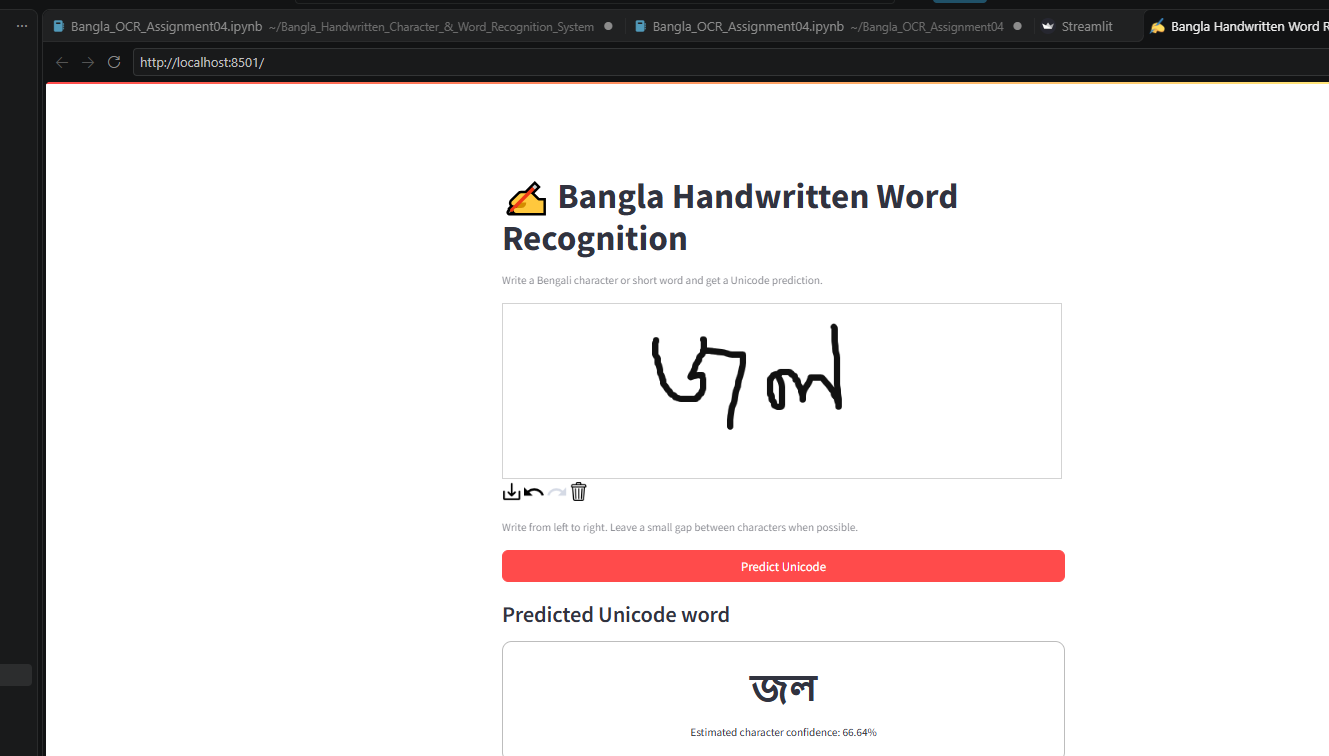 Bangla_OCR_Assignment04.ipynb ~/Bangla_Handwritten_Character_&_Word_Recognition_System Bangla_OCR_Assignment04.ipynb ~/Bangla_OCR_Assignment04 Streamlit ✍️ Bangla Handwritten Word R
http://localhost:8501/
✍️ Bangla Handwritten Word
Recognition
Write a Bengali character or short word and get a Unicode prediction.
জল
Write from left to right. Leave a small gap between characters when possible.
Predict Unicode
Predicted Unicode word
জল
Estimated character confidence: 66.64%